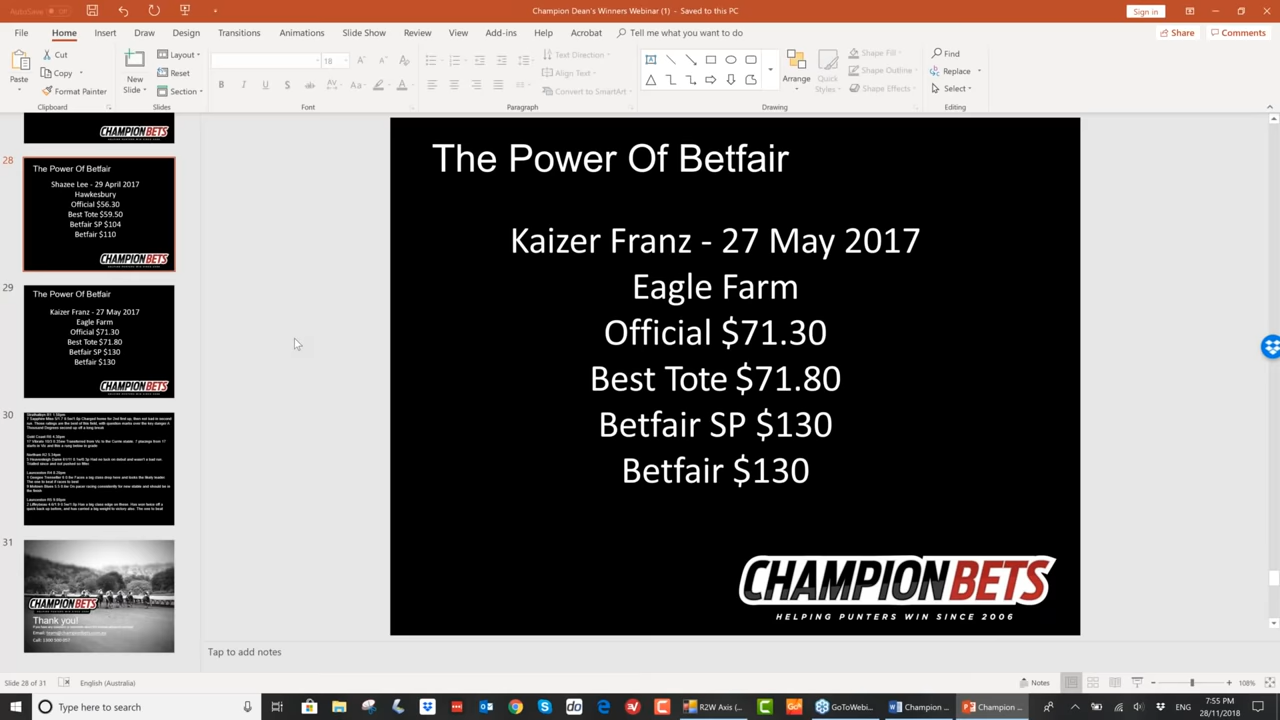 AutoSave
Champion Dean's Winners Webinar (1) - Saved to this PC
Sign in
File Home Insert Draw Design Transitions Animations Slide Show Review View Add-ins Help Acrobat Tell me what you want to do Share Comments
Paste
Cut
Copy
Format Painter
Clipboard
New Slide
Layout
Reset
Section
Slides
18
B I U S
Aa
Font
Text Direction
Align Text
Convert to SmartArt
Paragraph
Arrange
Quick Styles
Shape Fill
Shape Outline
Shape Effects
Drawing
Find
Replace
Select
Editing
CHAMPIONBETS
28
The Power Of Betfair
Shazee Lee - 29 April 2017
Hawkesbury
Official $56.30
Best Tote $59.50
Betfair SP $104
Betfair $110
CHAMPIONBETS
29
The Power Of Betfair
Kaizer Franz - 27 May 2017
Eagle Farm
Official $71.30
Best Tote $71.80
Betfair SP $130
Betfair $130
CHAMPIONBETS
30
31
CHAMPIONBETS
Thank you!
The Power Of Betfair
Kaizer Franz - 27 May 2017
Eagle Farm
Official $71.30
Best Tote $71.80
Betfair SP $130
Betfair $130
CHAMPIONBETS
HELPING PUNTERS WIN SINCE 2006
Tap to add notes
Slide 28 of 31
English (Australia)
Notes
108%
Type here to search
R2W Axis (...
GoToWebi...
Champion ...
Champion ...
ENG
7:55 PM
28/11/2018